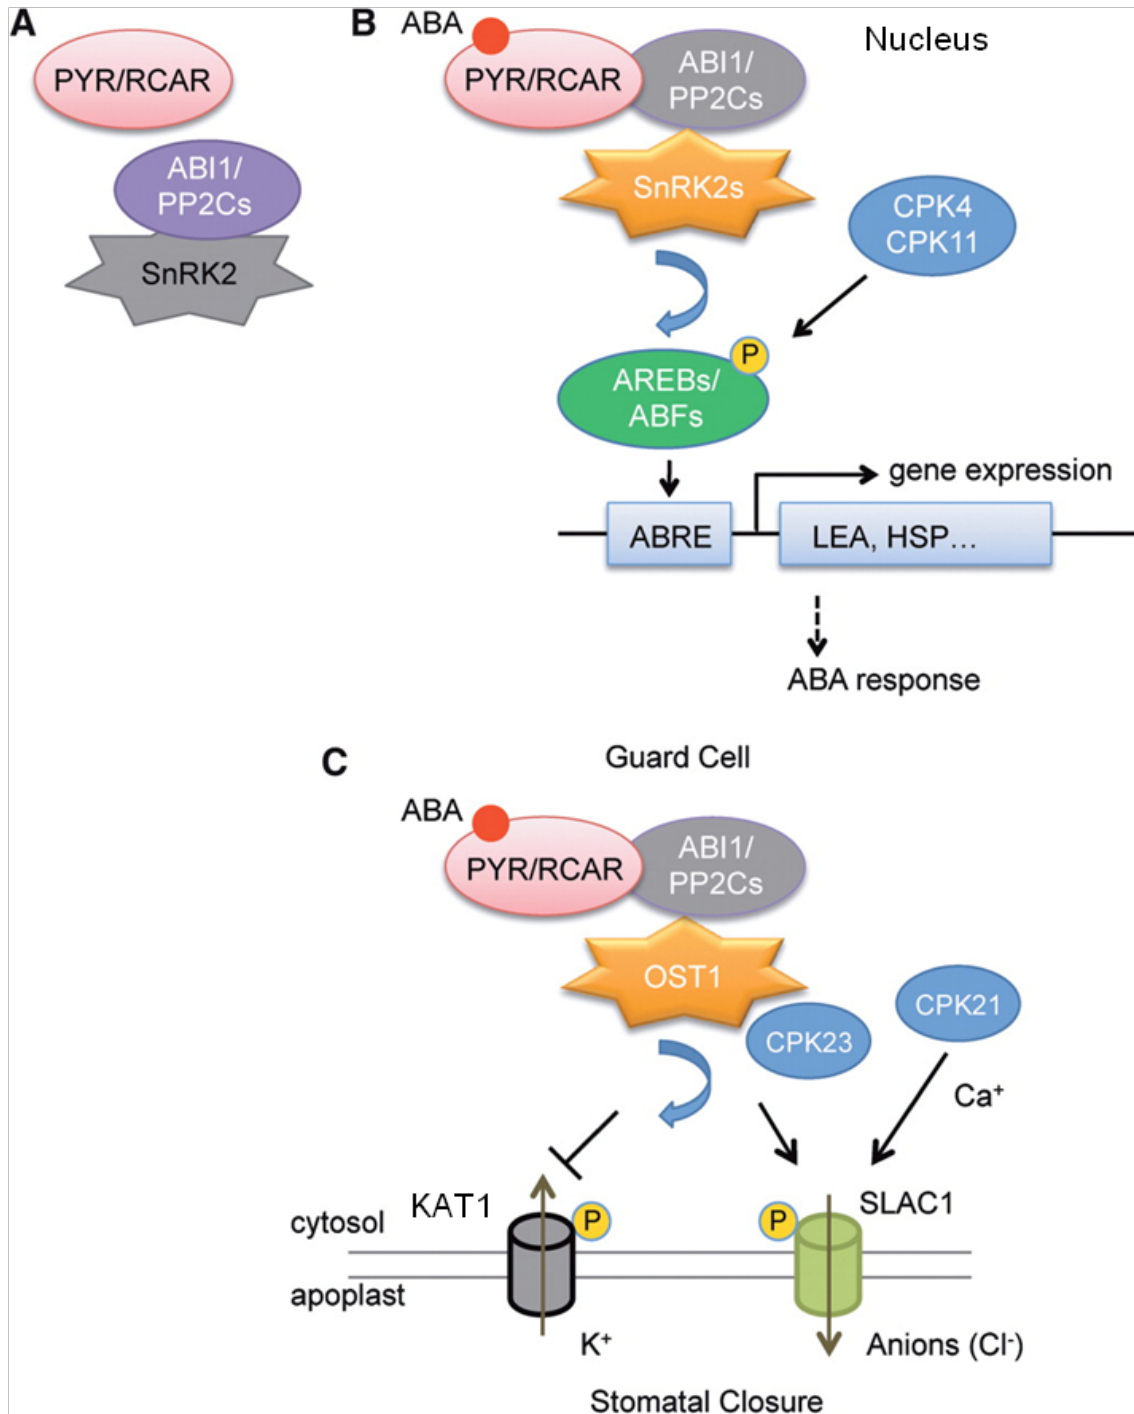 A
PYR/RCAR
ABI1/
PP2Cs
SnRK2
B
ABA
Nucleus
PYR/RCAR
ABI1/
PP2Cs
SnRK2s
CPK4
CPK11
P
AREBs/
ABFs
gene expression
ABRE
LEA, HSP...
ABA response
C
Guard Cell
ABA
PYR/RCAR
ABI1/
PP2Cs
OST1
CPK23
CPK21
Ca⁺
KAT1
SLAC1
P
P
cytosol
apoplast
K⁺
Anions (Cl⁻)
Stomatal Closure